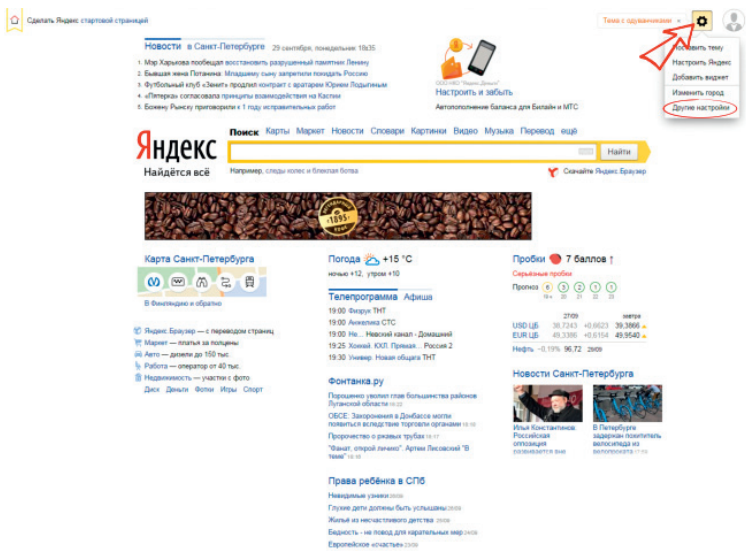 Сделать Яндекс стартовой страницей
Тема с одуванчиками ×
Поставить тему
Настроить Яндекс
Добавить виджет
Изменить город
Другие настройки
Новости в Санкт-Петербурге 29 сентября, понедельник 18:35
1. Мэр Харькова пообещал восстановить разрушенный памятник Ленину
2. Бывшая жена Потанина: Младшему сыну запретили покидать Россию
3. Футбольный клуб «Зенит» продлил контракт с вратарем Юрием Лодыгиным
4. «Пятерка» согласовала принципы взаимодействия на Каспии
5. Божену Рынску приговорили к 1 году исправительных работ
ООО НКО "Яндекс.Деньги"
Настроить и забыть
Автопополнение баланса для Билайн и МТС
Поиск Карты Маркет Новости Словари Картинки Видео Музыка Перевод ещё
Яндекс
Найдётся всё
Найти
Например, следы колес и блеклая ботва
Скачайте Яндекс.Браузер
1895
Карта Санкт-Петербурга
В Финляндию и обратно
Яндекс.Браузер — с переводом страниц
Маркет — платья за полцены
Авто — дизели до 150 тыс.
Работа — оператор от 40 тыс.
Недвижимость — участки с фото
Диск Деньги Фотки Игры Спорт
Погода +15 °C
ночью +12, утром +10
Телепрограмма Афиша
19:00 Физрук ТНТ
19:00 Анжелика СТС
19:00 Не... Невский канал - Домашний
19:25 Хоккей. КХЛ. Прямая... Россия 2
19:30 Универ. Новая общага ТНТ
Фонтанка.ру
Порошенко уволил глав большинства районов
Луганской области
ОБСЕ: Захоронения в Донбассе могли
появиться вследствие торговли органами
Пророчество о ржавых трубах
"Фанат, открой личико". Артем Лесовский "В
теме"
Права ребёнка в СПб
Невидимые узники
Глухие дети должны быть услышаны
Жильё из несчастливого детства
Бедность - не повод для карательных мер
Европейское «счастье»
Пробки 7 баллов ↑
Серьёзные пробки
Прогноз 6 3 2 1 1
18ч 20 21 22 23
27/09 завтра
USD ЦБ 38,7243 +0,6623 39,3866
EUR ЦБ 49,3386 +0,6154 49,9540
Нефть −0,19% 96,72
Новости Санкт-Петербурга
Илья Константинов:
Российская
оппозиция
развивается вне
В Петербурге
задержан похититель
велосипеда из
велопроката